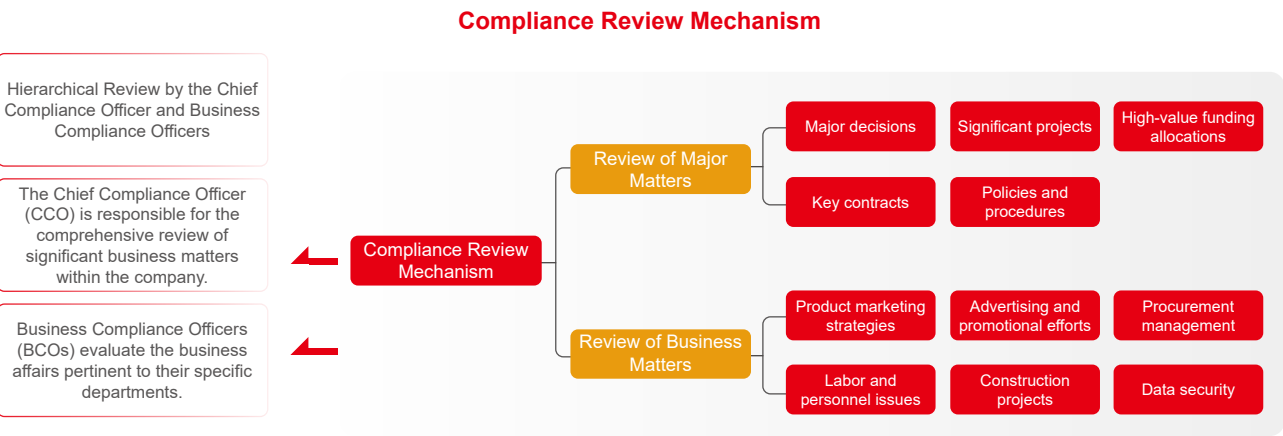 Compliance Review Mechanism
Hierarchical Review by the Chief
Compliance Officer and Business
Compliance Officers
The Chief Compliance Officer
(CCO) is responsible for the
comprehensive review of
significant business matters
within the company.
Business Compliance Officers
(BCOs) evaluate the business
affairs pertinent to their specific
departments.
Compliance Review
Mechanism
Review of Major
Matters
Major decisions
Significant projects
High-value funding
allocations
Key contracts
Policies and
procedures
Review of Business
Matters
Product marketing
strategies
Advertising and
promotional efforts
Procurement
management
Labor and
personnel issues
Construction
projects
Data security